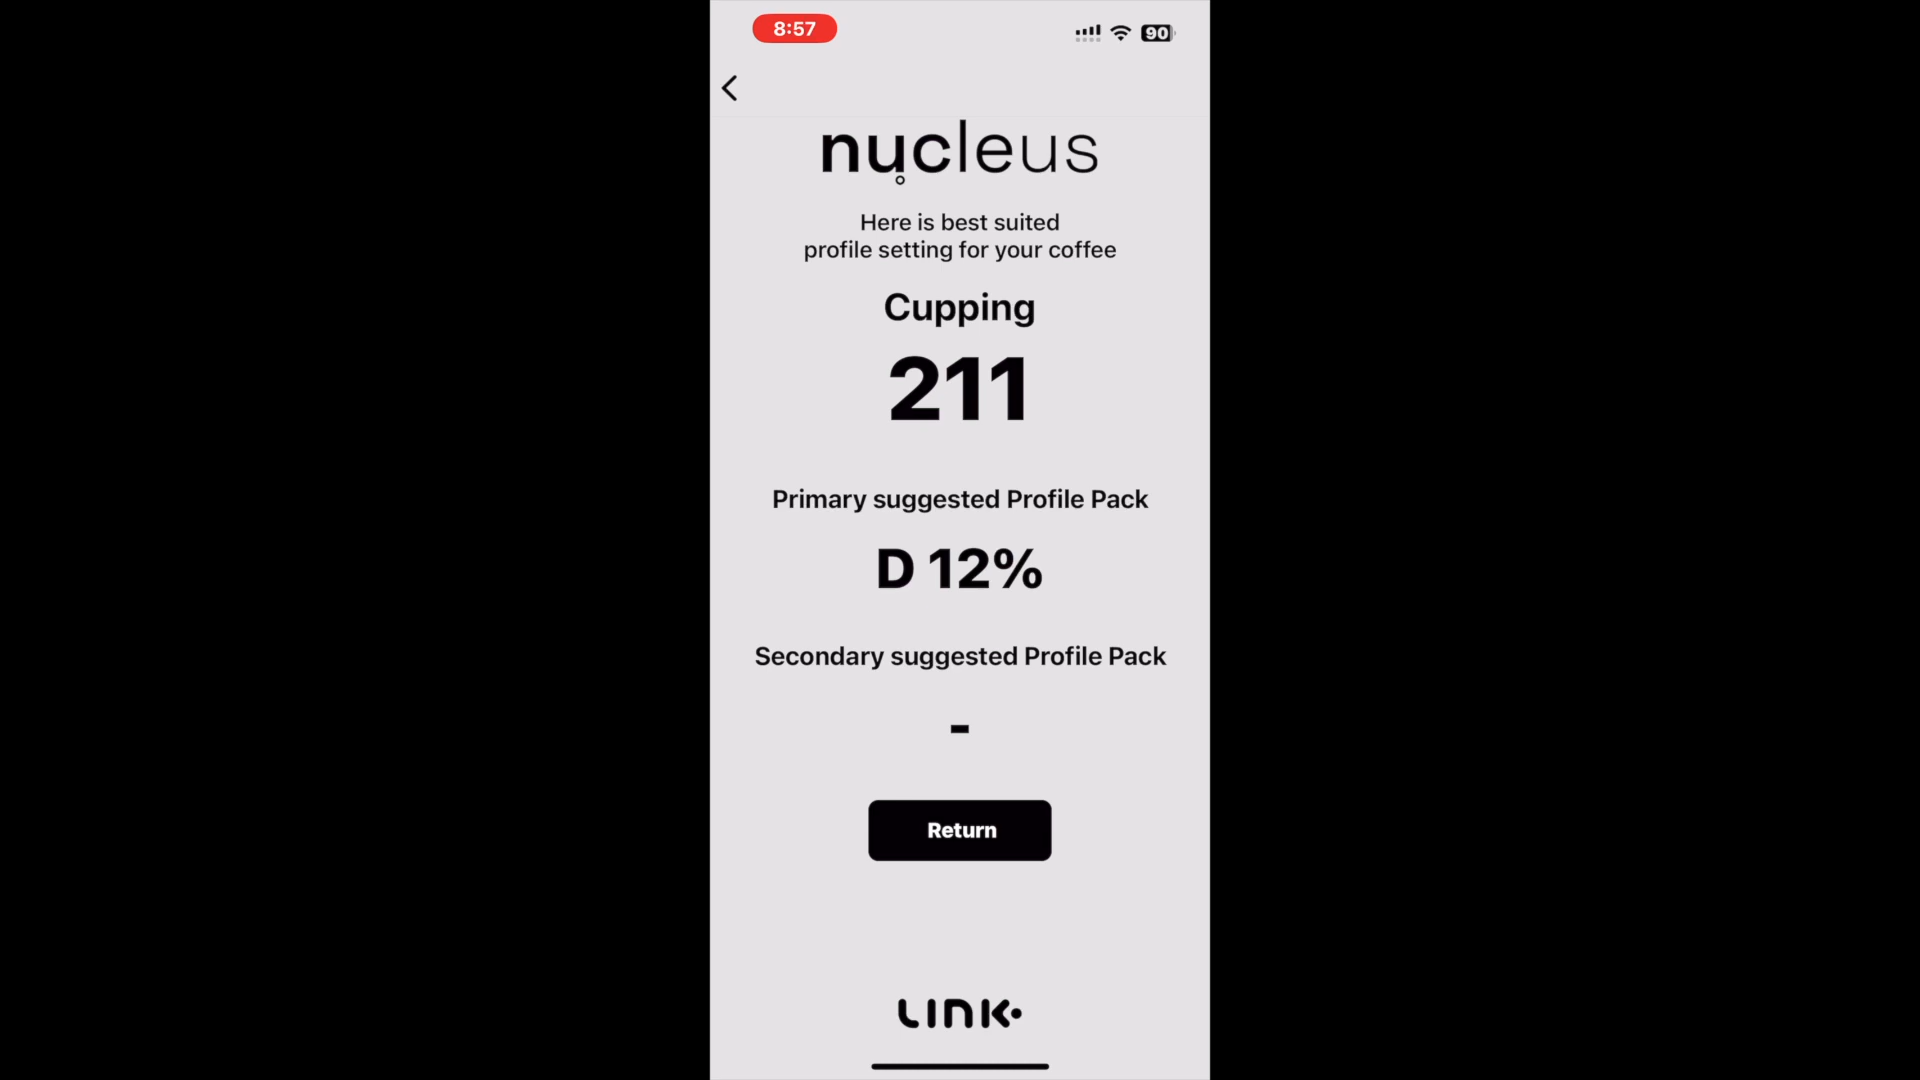 8:57
90
nucleus
Here is best suited
profile setting for your coffee
Cupping
211
Primary suggested Profile Pack
D 12%
Secondary suggested Profile Pack
-
Return
LINK